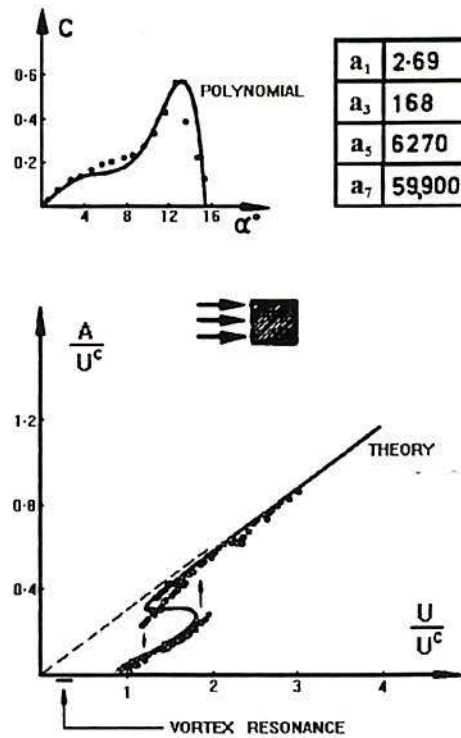 C
0·6
0·4
0·2
POLYNOMIAL
4 8 12 16
α°
a₁ 2·69
a₃ 168
a₅ 6270
a₇ 59,900
A
U^C
1·2
0·8
0·4
THEORY
U
U^C
1 2 3 4
VORTEX RESONANCE